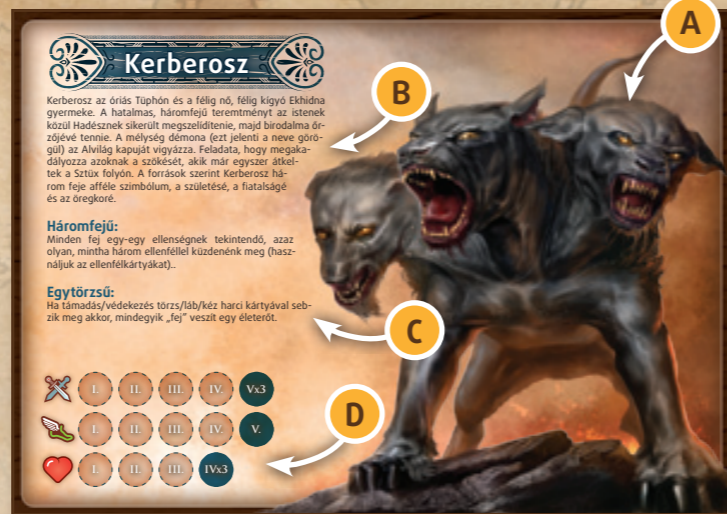 Kerberosz
Kerberosz az óriás Tüphón és a félig nő, félig kígyó Ekhidna
gyermeke. A hatalmas, háromfejű teremtményt az istenek
közül Hadésznek sikerült megszelídítenie, majd birodalma őr-
zőjévé tennie. A mélység démona (ezt jelenti a neve görö-
gül) az Alvilág kapuját vigyázza. Feladata, hogy megaka-
dályozza azoknak a szökését, akik már egyszer átkel-
tek a Sztüx folyón. A források szerint Kerberosz há-
rom feje afféle szimbólum, a születésé, a fiatalságé
és az öregkoré.
Háromfejű:
Minden fej egy-egy ellenségnek tekintendő, azaz
olyan, mintha három ellenféllel küzdenénk meg (hasz-
náljuk az ellenfélkártyákat)..
Egytörzsű:
Ha támadás/védekezés törzs/láb/kéz harci kártyával seb-
zik meg akkor, mindegyik „fej” veszít egy életerőt.
I. II. III. IV. Vx3
I. II. III. IV. V.
I. II. III. IVx3
A
B
C
D